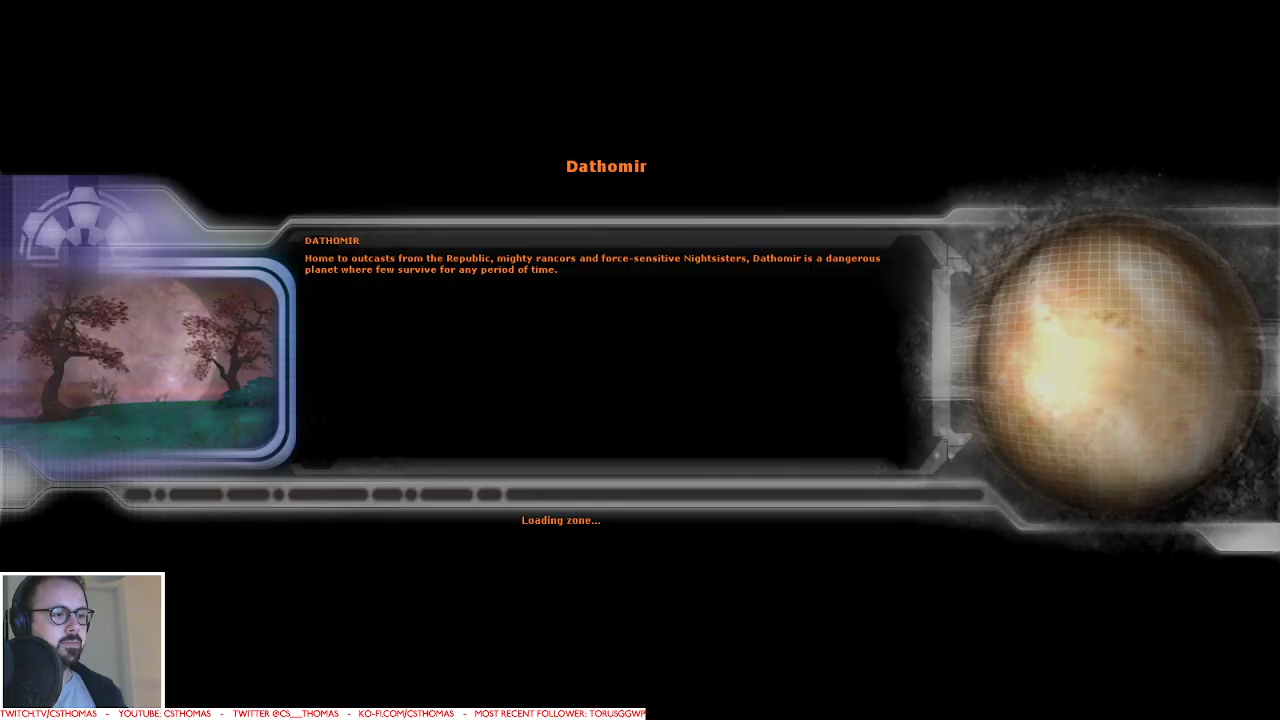 Dathomir
DATHOMIR
Home to outcasts from the Republic, mighty rancors and force-sensitive Nightsisters, Dathomir is a dangerous
planet where few survive for any period of time.
Loading zone...
TWITCH.TV/CSTHOMAS - YOUTUBE: CSTHOMAS - TWITTER @CS__THOMAS - KO-FI.COM/CSTHOMAS - MOST RECENT FOLLOWER: TORUSGGWP